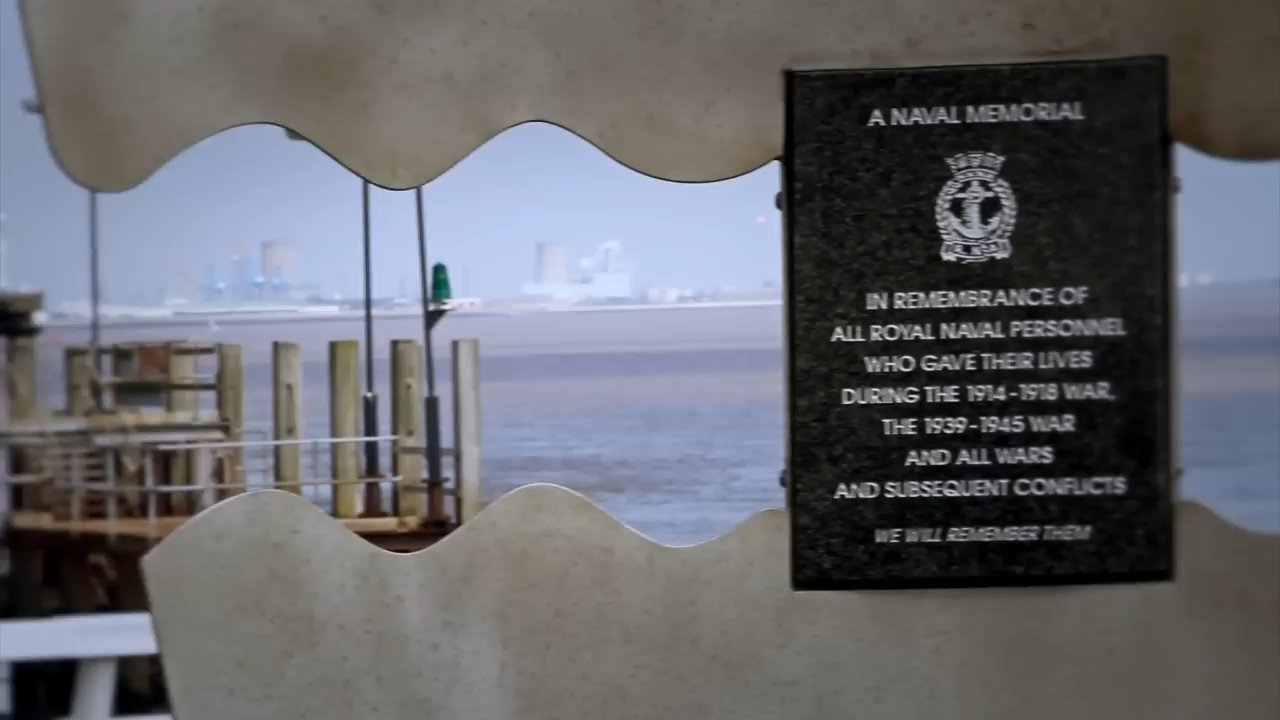 A NAVAL MEMORIAL
IN REMEMBRANCE OF
ALL ROYAL NAVAL PERSONNEL
WHO GAVE THEIR LIVES
DURING THE 1914-1918 WAR,
THE 1939-1945 WAR
AND ALL WARS
AND SUBSEQUENT CONFLICTS
WE WILL REMEMBER THEM